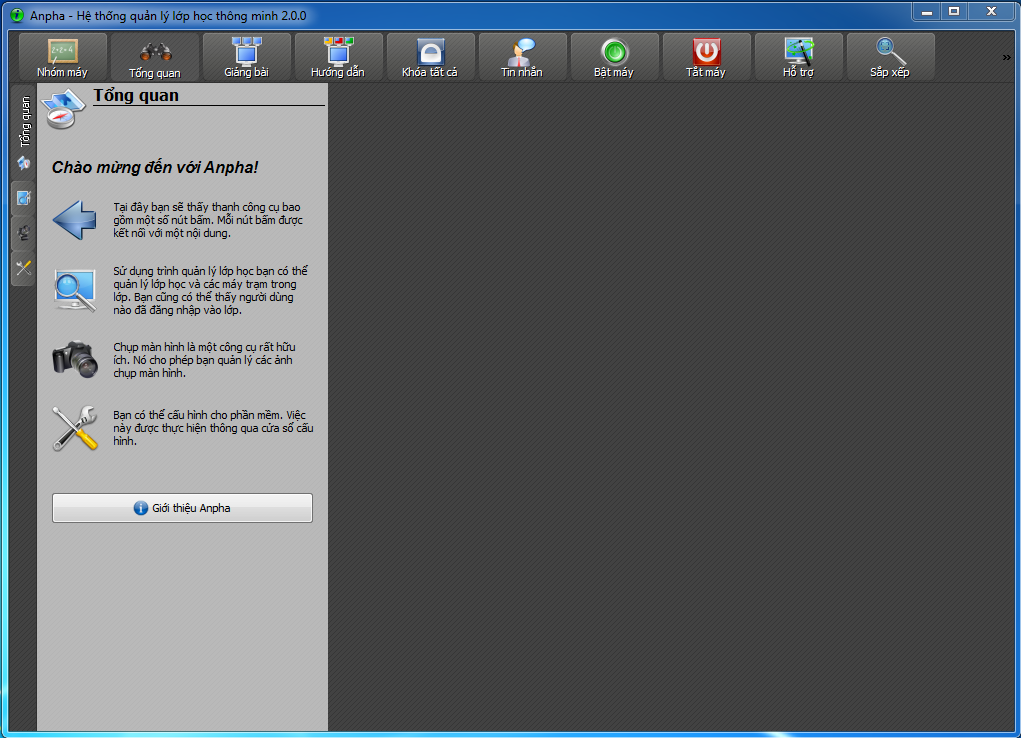 Anpha - Hệ thống quản lý lớp học thông minh 2.0.0
Nhóm máy
Tổng quan
Giảng bài
Hướng dẫn
Khóa tất cả
Tin nhắn
Bật máy
Tắt máy
Hỗ trợ
Sắp xếp
»
Tổng quan
Tổng quan
Chào mừng đến với Anpha!
Tại đây bạn sẽ thấy thanh công cụ bao
gồm một số nút bấm. Mỗi nút bấm được
kết nối với một nội dung.
Sử dụng trình quản lý lớp học bạn có thể
quản lý lớp học và các máy trạm trong
lớp. Bạn cũng có thể thấy người dùng
nào đã đăng nhập vào lớp.
Chụp màn hình là một công cụ rất hữu
ích. Nó cho phép bạn quản lý các ảnh
chụp màn hình.
Bạn có thể cấu hình cho phần mềm. Việc
này được thực hiện thông qua cửa sổ cấu
hình.
Giới thiệu Anpha